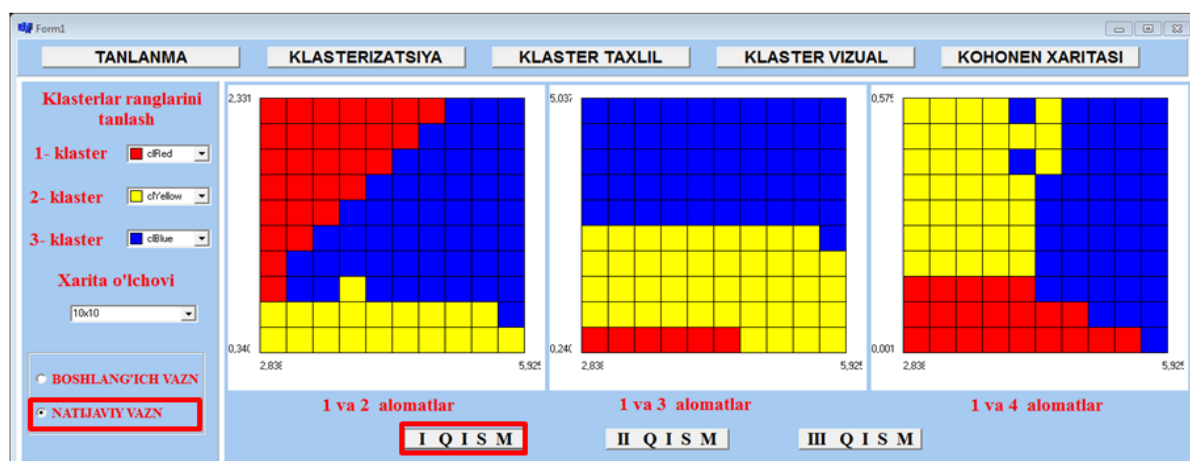 Form1
TANLANMA KLASTERIZATSIYA KLASTER TAXLIL KLASTER VIZUAL KOHONEN XARITASI
Klasterlar ranglarini
tanlash
1- klaster clRed
2- klaster clYellow
3- klaster clBlue
Xarita o'lchovi
10x10
BOSHLANG'ICH VAZN
NATIJAVIY VAZN
2,331
0,340
2,836 5,925
1 va 2 alomatlar
5,037
0,240
2,836 5,925
1 va 3 alomatlar
0,575
0,001
2,836 5,925
1 va 4 alomatlar
I Q I S M II Q I S M III Q I S M